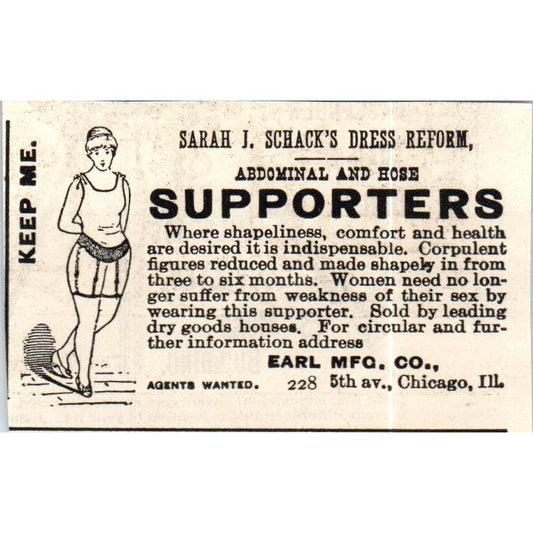 KEEP ME.
SARAH J. SCHACK'S DRESS REFORM,
ABDOMINAL AND HOSE
SUPPORTERS
Where shapeliness, comfort and health
are desired it is indispensable. Corpulent
figures reduced and made shapely in from
three to six months. Women need no lon-
ger suffer from weakness of their sex by
wearing this supporter. Sold by leading
dry goods houses. For circular and fur-
ther information address
EARL MFG. CO.,
AGENTS WANTED. 228 5th av., Chicago, Ill.